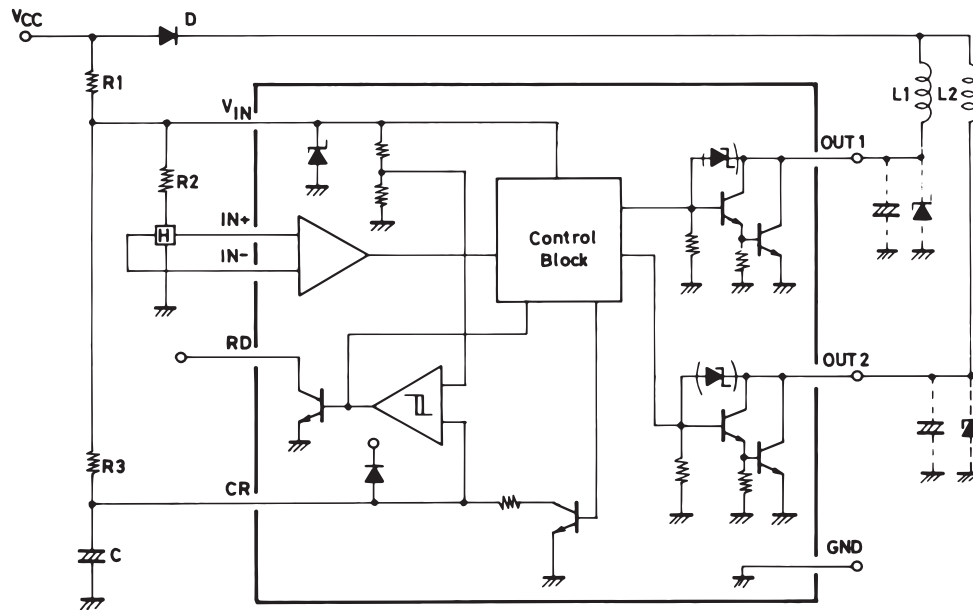 VCC
D
R1
L1
L2
VIN
OUT 1
R2
IN+
H
Control
Block
IN-
RD
OUT 2
R3
CR
C
GND